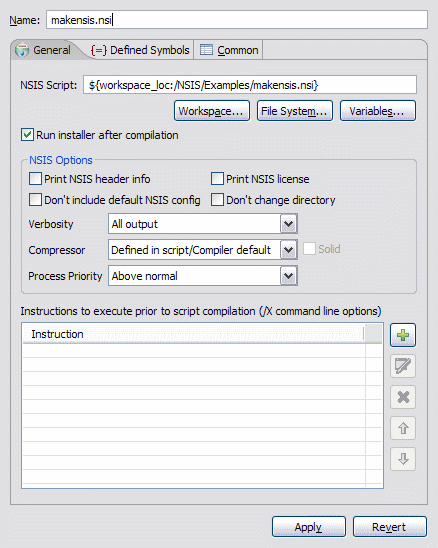 Name: makensis.nsi
General {=} Defined Symbols Common
NSIS Script: ${workspace_loc:/NSIS/Examples/makensis.nsi}
Workspace... File System... Variables...
Run installer after compilation
NSIS Options
Print NSIS header info Print NSIS license
Don't include default NSIS config Don't change directory
Verbosity All output
Compressor Defined in script/Compiler default Solid
Process Priority Above normal
Instructions to execute prior to script compilation (/X command line options)
Instruction
Apply Revert